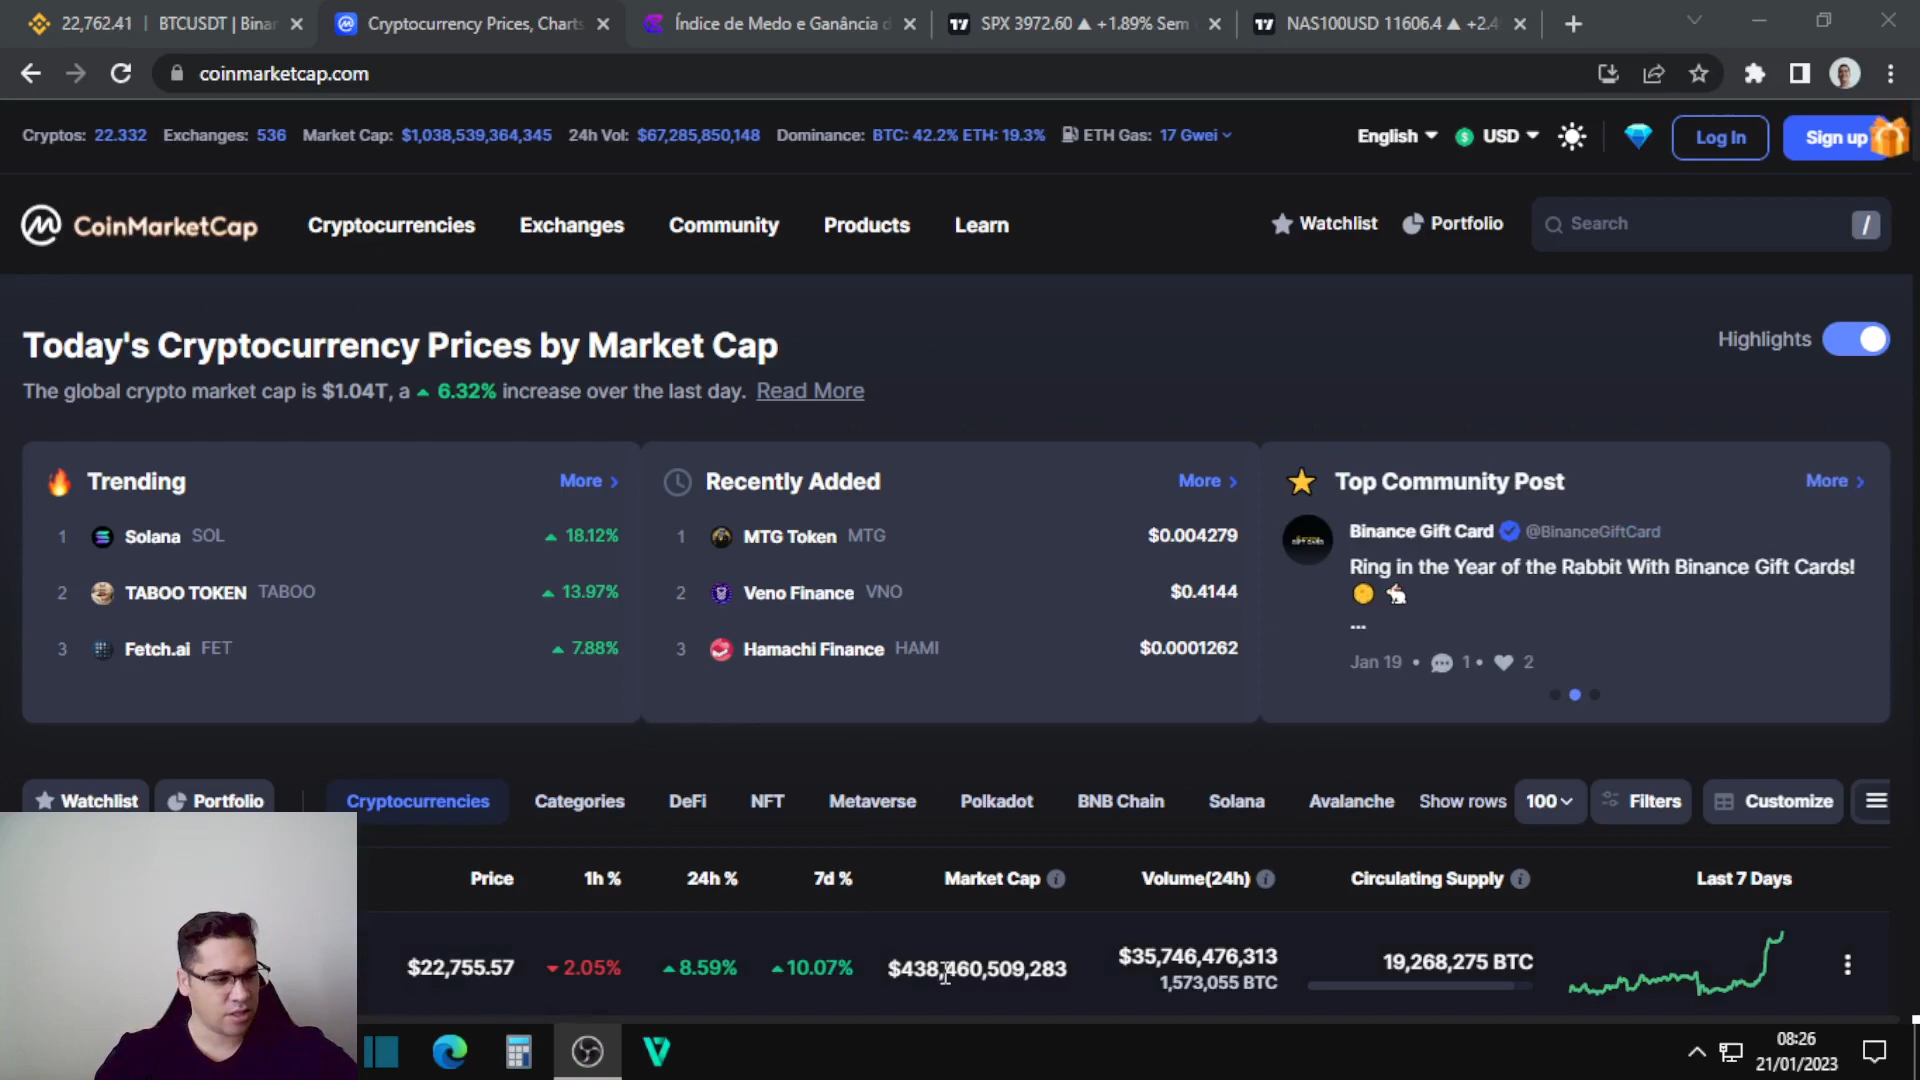 22,762.41 | BTCUSDT | Binan
Cryptocurrency Prices, Charts
Índice de Medo e Ganância d
SPX 3972.60 ▲ +1.89% Sem
NAS100USD 11606.4 ▲ +2.4
coinmarketcap.com
Cryptos: 22.332 Exchanges: 536 Market Cap: $1,038,539,364,345 24h Vol: $67,285,850,148 Dominance: BTC: 42.2% ETH: 19.3% ETH Gas: 17 Gwei
English USD Log In Sign up
CoinMarketCap Cryptocurrencies Exchanges Community Products Learn Watchlist Portfolio Search /
Today's Cryptocurrency Prices by Market Cap
Highlights
The global crypto market cap is $1.04T, a 6.32% increase over the last day. Read More
Trending More
1 Solana SOL 18.12%
2 TABOO TOKEN TABOO 13.97%
3 Fetch.ai FET 7.88%
Recently Added More
1 MTG Token MTG $0.004279
2 Veno Finance VNO $0.4144
3 Hamachi Finance HAMI $0.0001262
Top Community Post More
Binance Gift Card @BinanceGiftCard
Ring in the Year of the Rabbit With Binance Gift Cards!
...
Jan 19 • 1 • 2
Watchlist Portfolio Cryptocurrencies Categories DeFi NFT Metaverse Polkadot BNB Chain Solana Avalanche Show rows 100 Filters Customize
Price 1h % 24h % 7d % Market Cap Volume(24h) Circulating Supply Last 7 Days
$22,755.57 2.05% 8.59% 10.07% $438,460,509,283 $35,746,476,313 19,268,275 BTC
1,573,055 BTC
08:26
21/01/2023